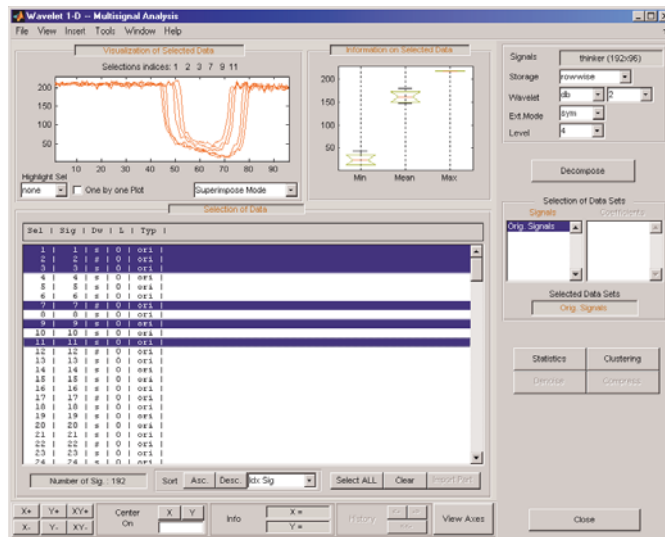 Wavelet 1-D -- Multisignal Analysis
File View Insert Tools Window Help
Visualization of Selected Data
Selections indices: 1 2 3 7 9 11
200
150
100
50
10 20 30 40 50 60 70 80 90
Highlight Sel
none
One by one Plot
Superimpose Mode
Information on Selected Data
200
150
100
50
Min Mean Max
Selection of Data
Sel | Sig | Dw | L | Typ |
1 | 1 | s | 0 | ori |
2 | 2 | s | 0 | ori |
3 | 3 | s | 0 | ori |
4 | 4 | s | 0 | ori |
5 | 5 | s | 0 | ori |
6 | 6 | s | 0 | ori |
7 | 7 | s | 0 | ori |
8 | 8 | s | 0 | ori |
9 | 9 | s | 0 | ori |
10 | 10 | s | 0 | ori |
11 | 11 | s | 0 | ori |
12 | 12 | s | 0 | ori |
13 | 13 | s | 0 | ori |
14 | 14 | s | 0 | ori |
15 | 15 | s | 0 | ori |
16 | 16 | s | 0 | ori |
17 | 17 | s | 0 | ori |
18 | 18 | s | 0 | ori |
19 | 19 | s | 0 | ori |
20 | 20 | s | 0 | ori |
21 | 21 | s | 0 | ori |
22 | 22 | s | 0 | ori |
23 | 23 | s | 0 | ori |
24 | 24 | s | 0 | ori |
Number of Sig. : 192
Sort Asc. Desc. Idx Sig
Select ALL Clear Import Part
X+ Y+ XY+
X- Y- XY-
Center On
X Y
Info
X =
Y =
History
View Axes
Signals thinker (192x96)
Storage rowwise
Wavelet db 2
Ext.Mode sym
Level 4
Decompose
Selection of Data Sets
Signals Coefficients
Orig. Signals
Selected Data Sets
Orig. Signals
Statistics Clustering
Denoise Compress
Close